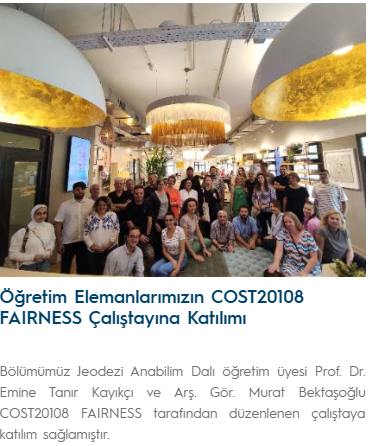 Öğretim Elemanlarımızın COST20108
FAIRNESS Çalıştayına Katılımı
Bölümümüz Jeodezi Anabilim Dalı öğretim üyesi Prof. Dr.
Emine Tanır Kayıkçı ve Arş. Gör. Murat Bektaşoğlu
COST20108 FAIRNESS tarafından düzenlenen çalıştaya
katılım sağlamıştır.